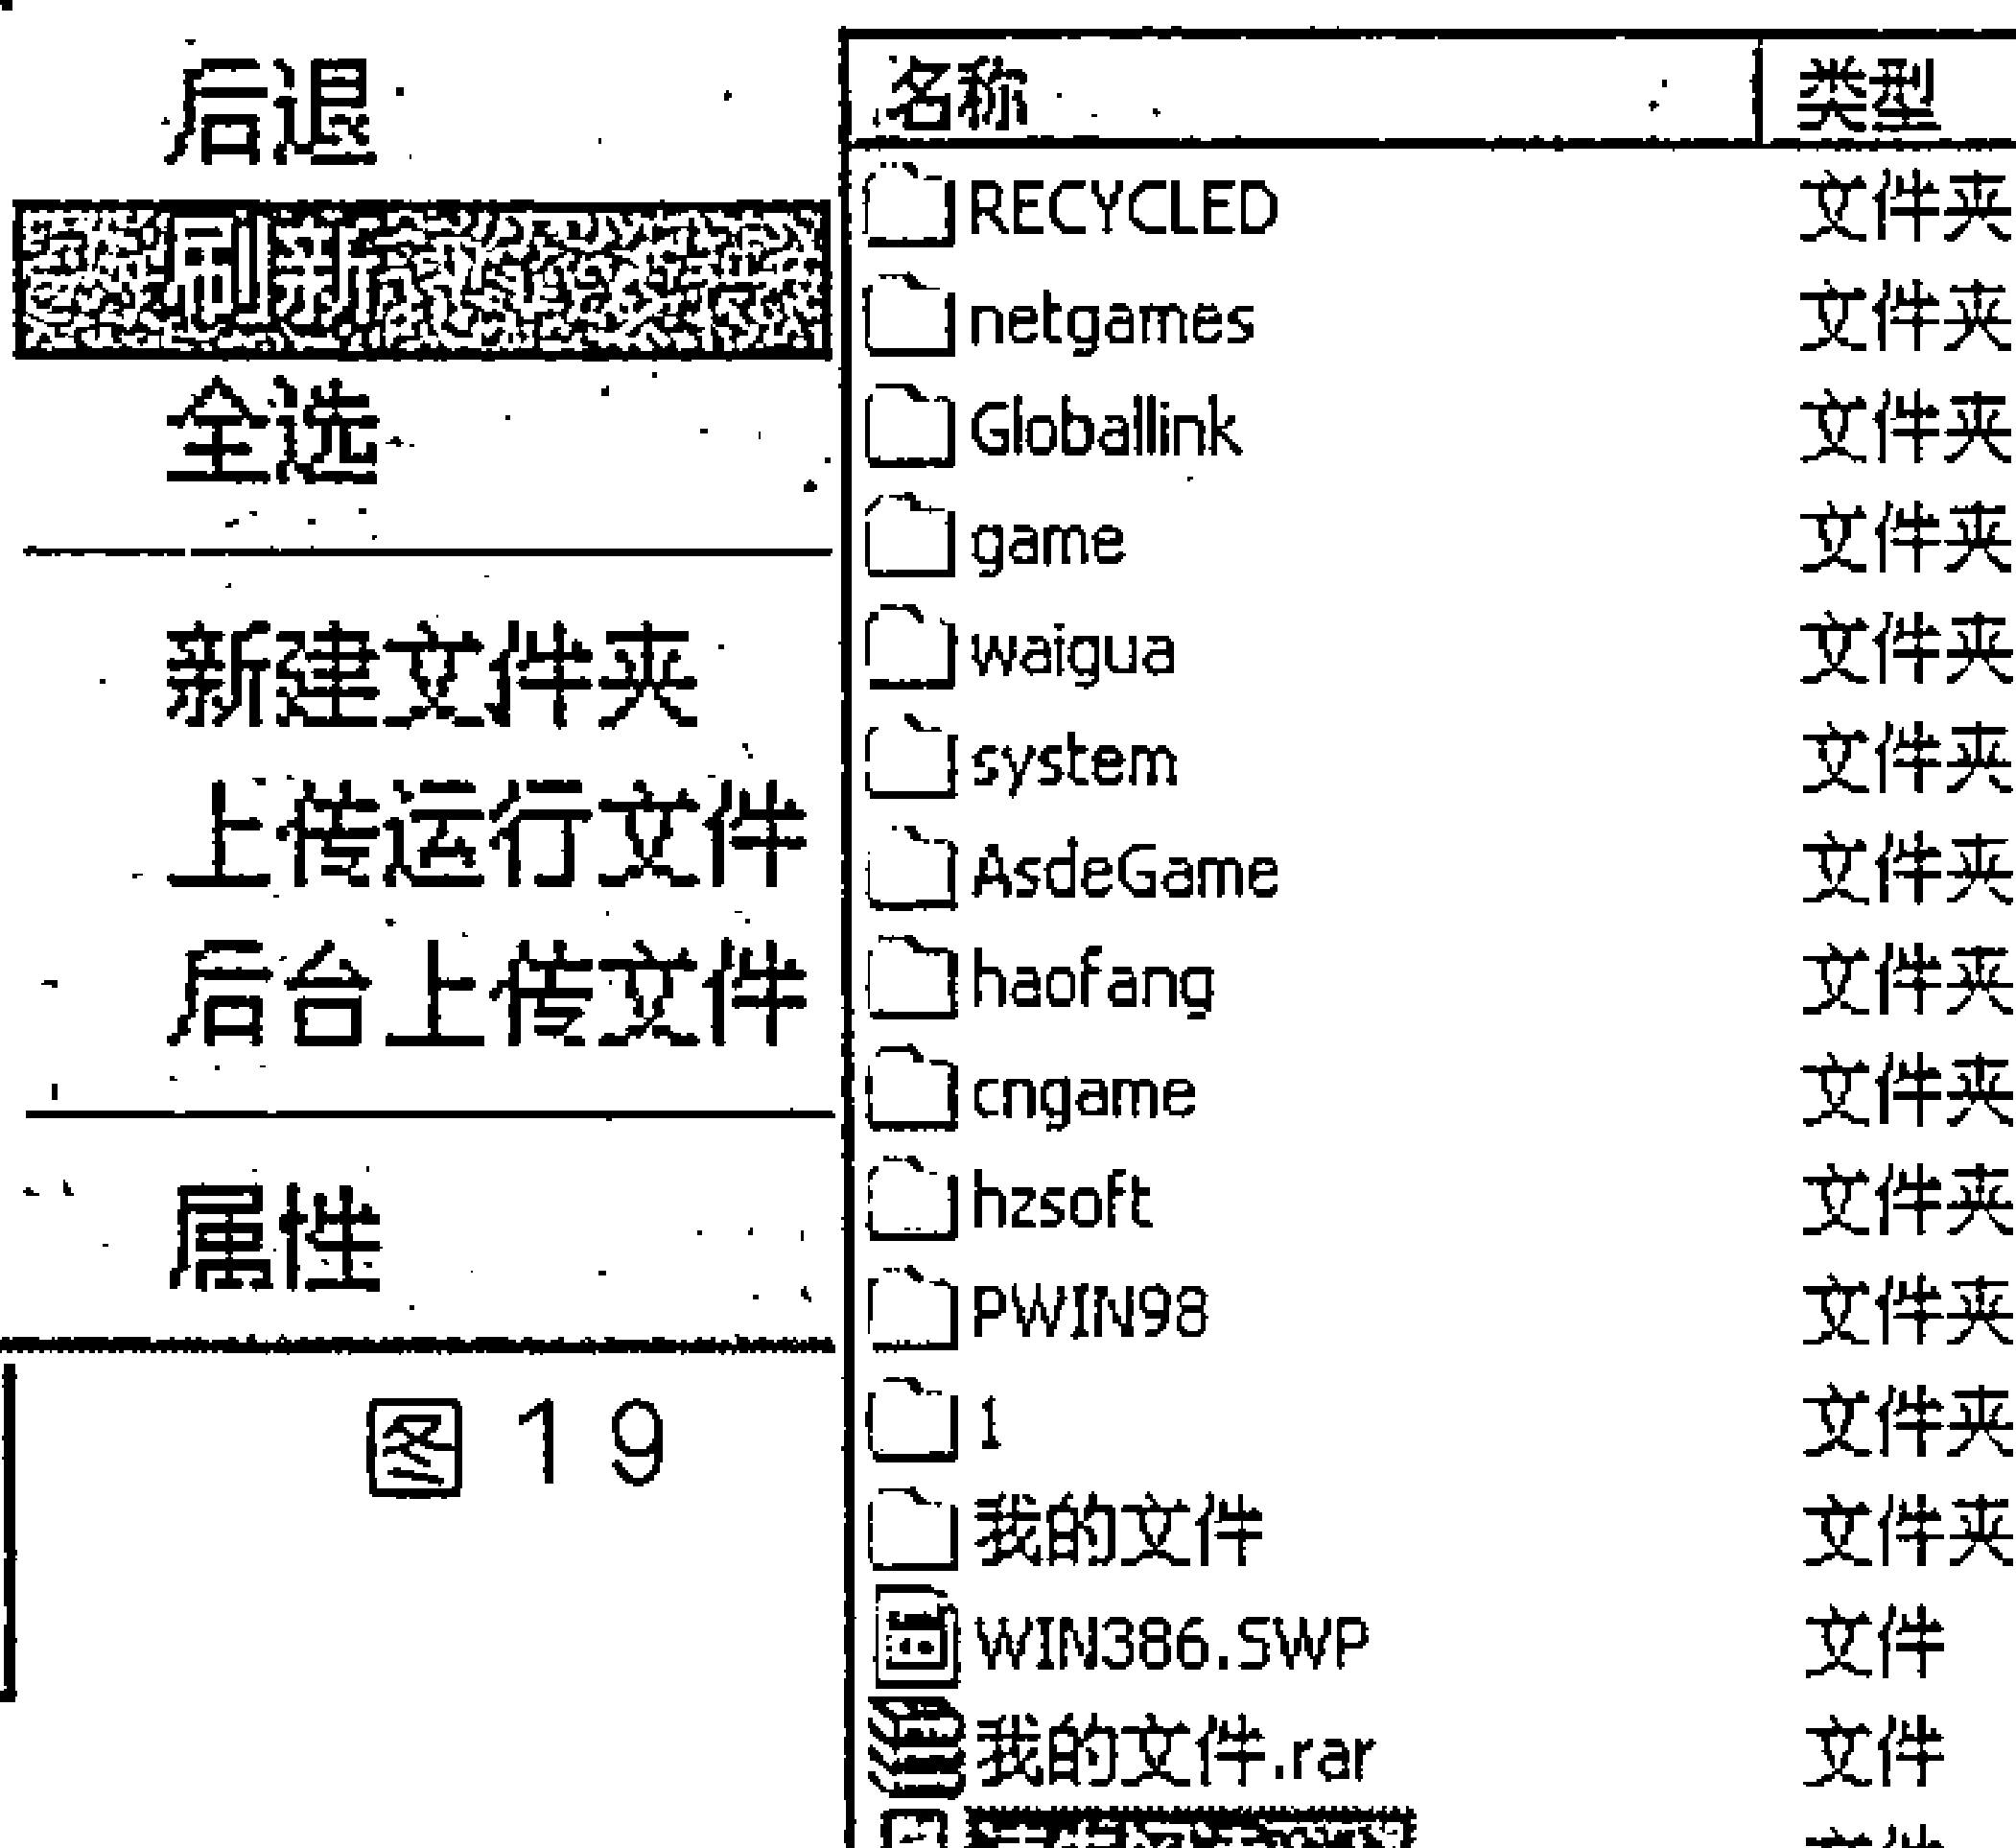 后退
刷新
全选
新建文件夹
上传运行文件
后台上传文件
属性
图19
名称 类型
RECYCLED 文件夹
netgames 文件夹
Globallink 文件夹
game 文件夹
waigua 文件夹
system 文件夹
AsdeGame 文件夹
haofang 文件夹
cngame 文件夹
hzsoft 文件夹
PWIN98 文件夹
1 文件夹
我的文件 文件夹
WIN386.SWP 文件
我的文件.rar 文件